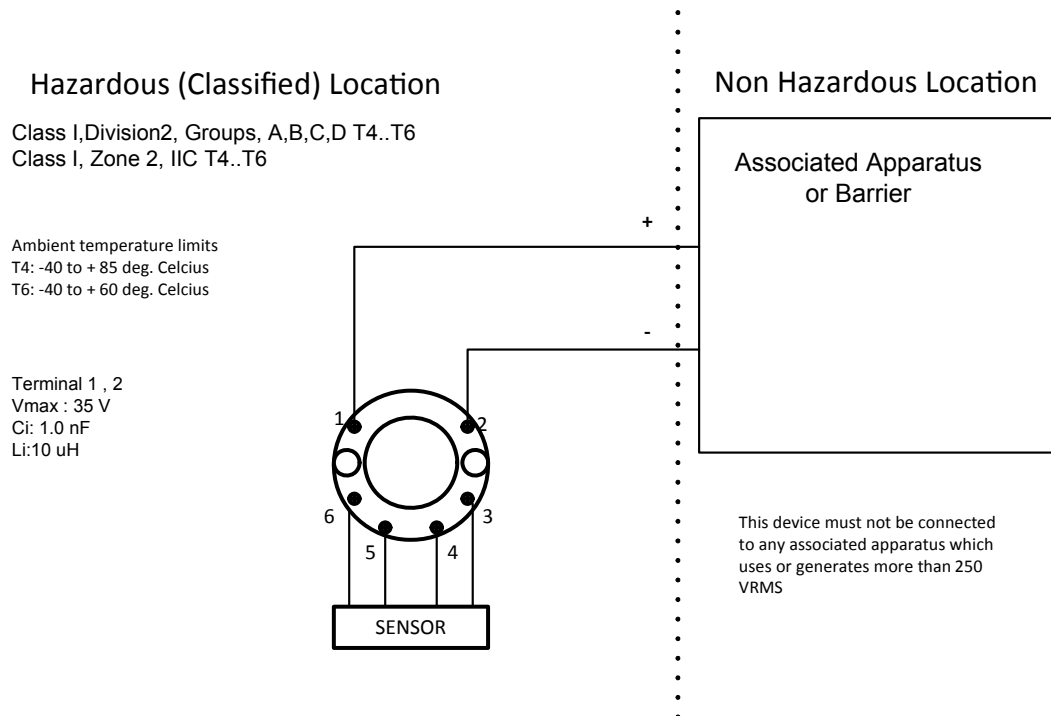 Hazardous (Classified) Location
Class I,Division2, Groups, A,B,C,D T4..T6
Class I, Zone 2, IIC T4..T6
Ambient temperature limits
T4: -40 to + 85 deg. Celcius
T6: -40 to + 60 deg. Celcius
Terminal 1 , 2
Vmax : 35 V
Ci: 1.0 nF
Li:10 uH
+
-
1
2
6
3
5
4
SENSOR
Non Hazardous Location
Associated Apparatus
or Barrier
This device must not be connected
to any associated apparatus which
uses or generates more than 250
VRMS